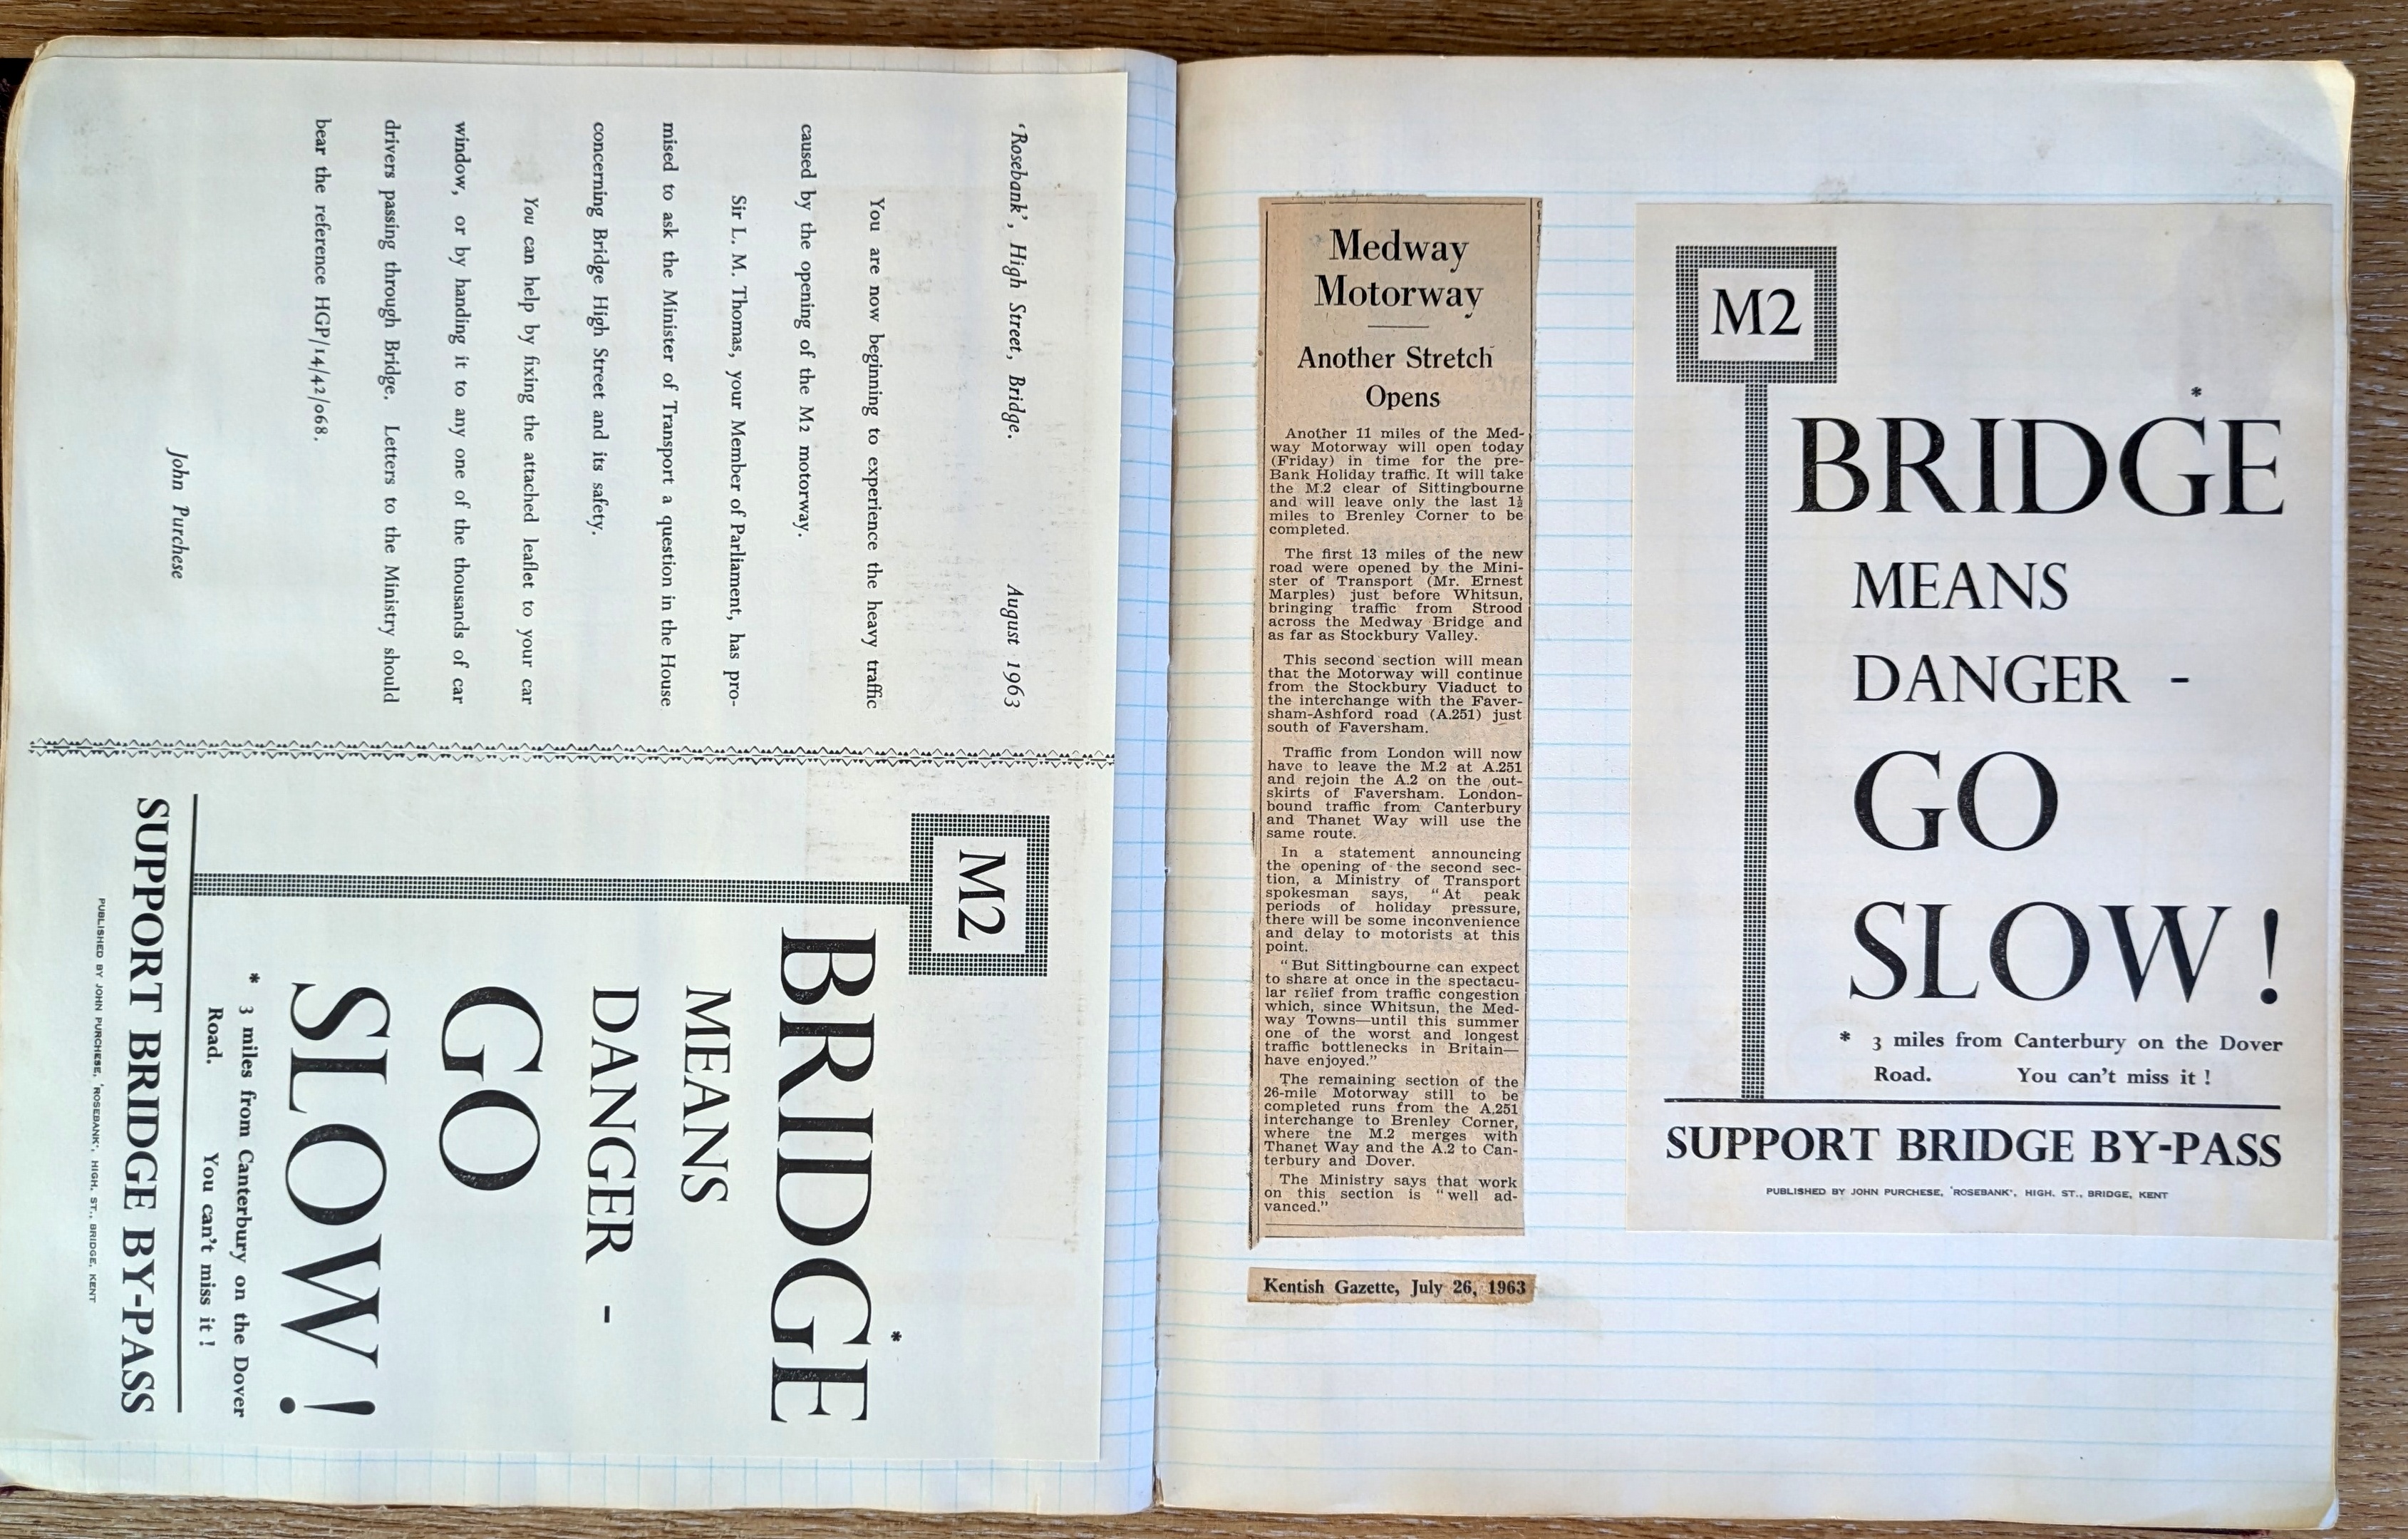 'Rosebank', High Street, Bridge. August 1963
You are now beginning to experience the heavy traffic
caused by the opening of the M2 motorway.
Sir L. M. Thomas, your Member of Parliament, has pro-
mised to ask the Minister of Transport a question in the House
concerning Bridge High Street and its safety.
You can help by fixing the attached leaflet to your car
window, or by handing it to any one of the thousands of car
drivers passing through Bridge. Letters to the Ministry should
bear the reference HGP/14/42/068.
John Purchese
M2
*
BRIDGE
MEANS
DANGER -
GO
SLOW!
* 3 miles from Canterbury on the Dover
Road. You can't miss it !
SUPPORT BRIDGE BY-PASS
PUBLISHED BY JOHN PURCHESE, 'ROSEBANK', HIGH. ST., BRIDGE, KENT
Medway
Motorway
Another Stretch
Opens
Another 11 miles of the Med-
way Motorway will open today
(Friday) in time for the pre-
Bank Holiday traffic. It will take
the M.2 clear of Sittingbourne
and will leave only the last 1½
miles to Brenley Corner to be
completed.
The first 13 miles of the new
road were opened by the Mini-
ster of Transport (Mr. Ernest
Marples) just before Whitsun,
bringing traffic from Strood
across the Medway Bridge and
as far as Stockbury Valley.
This second section will mean
that the Motorway will continue
from the Stockbury Viaduct to
the interchange with the Faver-
sham-Ashford road (A.251) just
south of Faversham.
Traffic from London will now
have to leave the M.2 at A.251
and rejoin the A.2 on the out-
skirts of Faversham. London-
bound traffic from Canterbury
and Thanet Way will use the
same route.
In a statement announcing
the opening of the second sec-
tion, a Ministry of Transport
spokesman says, "At peak
periods of holiday pressure,
there will be some inconvenience
and delay to motorists at this
point.
"But Sittingbourne can expect
to share at once in the spectacu-
lar relief from traffic congestion
which, since Whitsun, the Med-
way Towns—until this summer
one of the worst and longest
traffic bottlenecks in Britain—
have enjoyed."
The remaining section of the
26-mile Motorway still to be
completed runs from the A.251
interchange to Brenley Corner,
where tne M.2 merges with
Thanet Way and the A.2 to Can-
terbury and Dover.
The Ministry says that work
on this section is "well ad-
vanced."
Kentish Gazette, July 26, 1963
M2
*
BRIDGE
MEANS
DANGER -
GO
SLOW!
* 3 miles from Canterbury on the Dover
Road. You can't miss it !
SUPPORT BRIDGE BY-PASS
PUBLISHED BY JOHN PURCHESE, 'ROSEBANK', HIGH. ST., BRIDGE, KENT